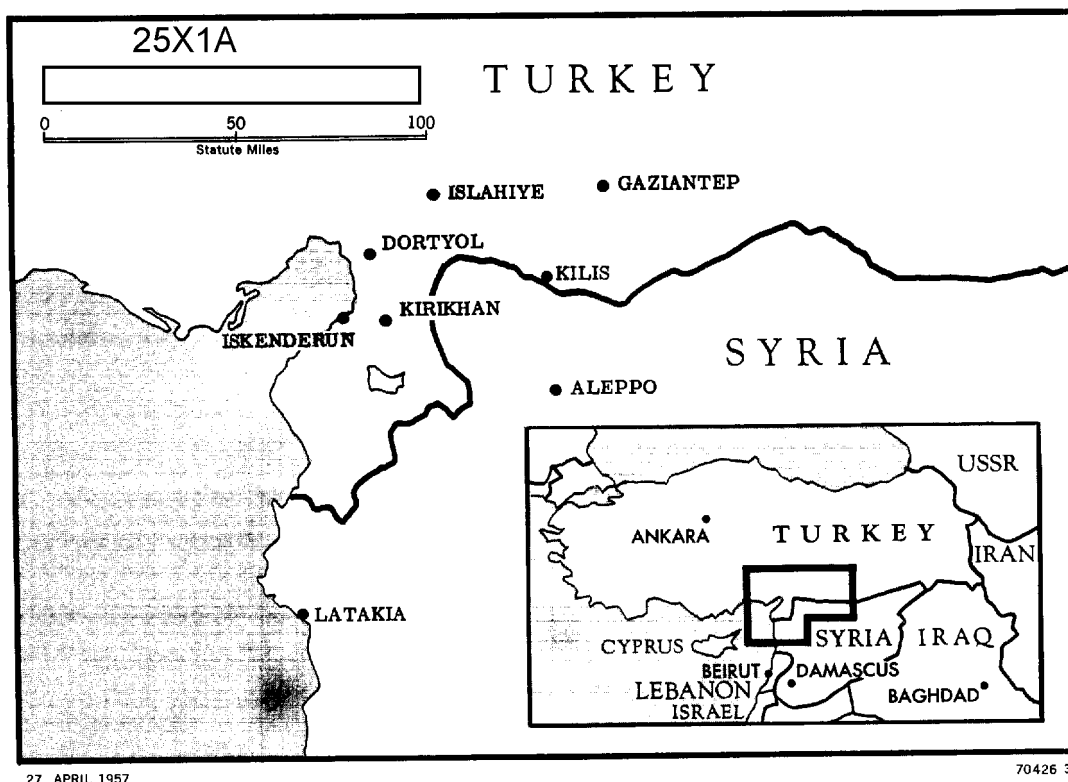 25X1A
TURKEY
0 50 100
Statute Miles
ISLAHIYE
GAZIANTEP
DORTYOL
KILIS
KIRIKHAN
ISKENDERUN
SYRIA
ALEPPO
LATAKIA
USSR
ANKARA
TURKEY
IRAN
CYPRUS
SYRIA
IRAQ
BEIRUT
DAMASCUS
LEBANON
BAGHDAD
ISRAEL
27 APRIL 1957
70426 3